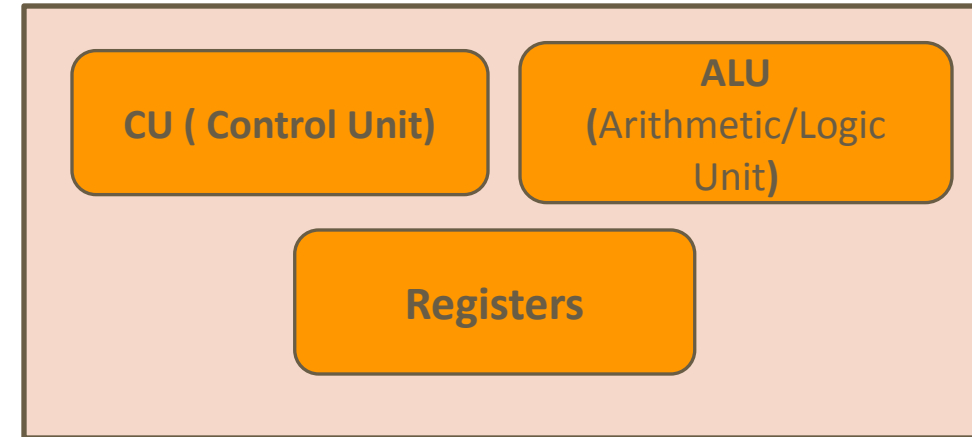 CU ( Control Unit)
ALU
(Arithmetic/Logic
Unit)
Registers